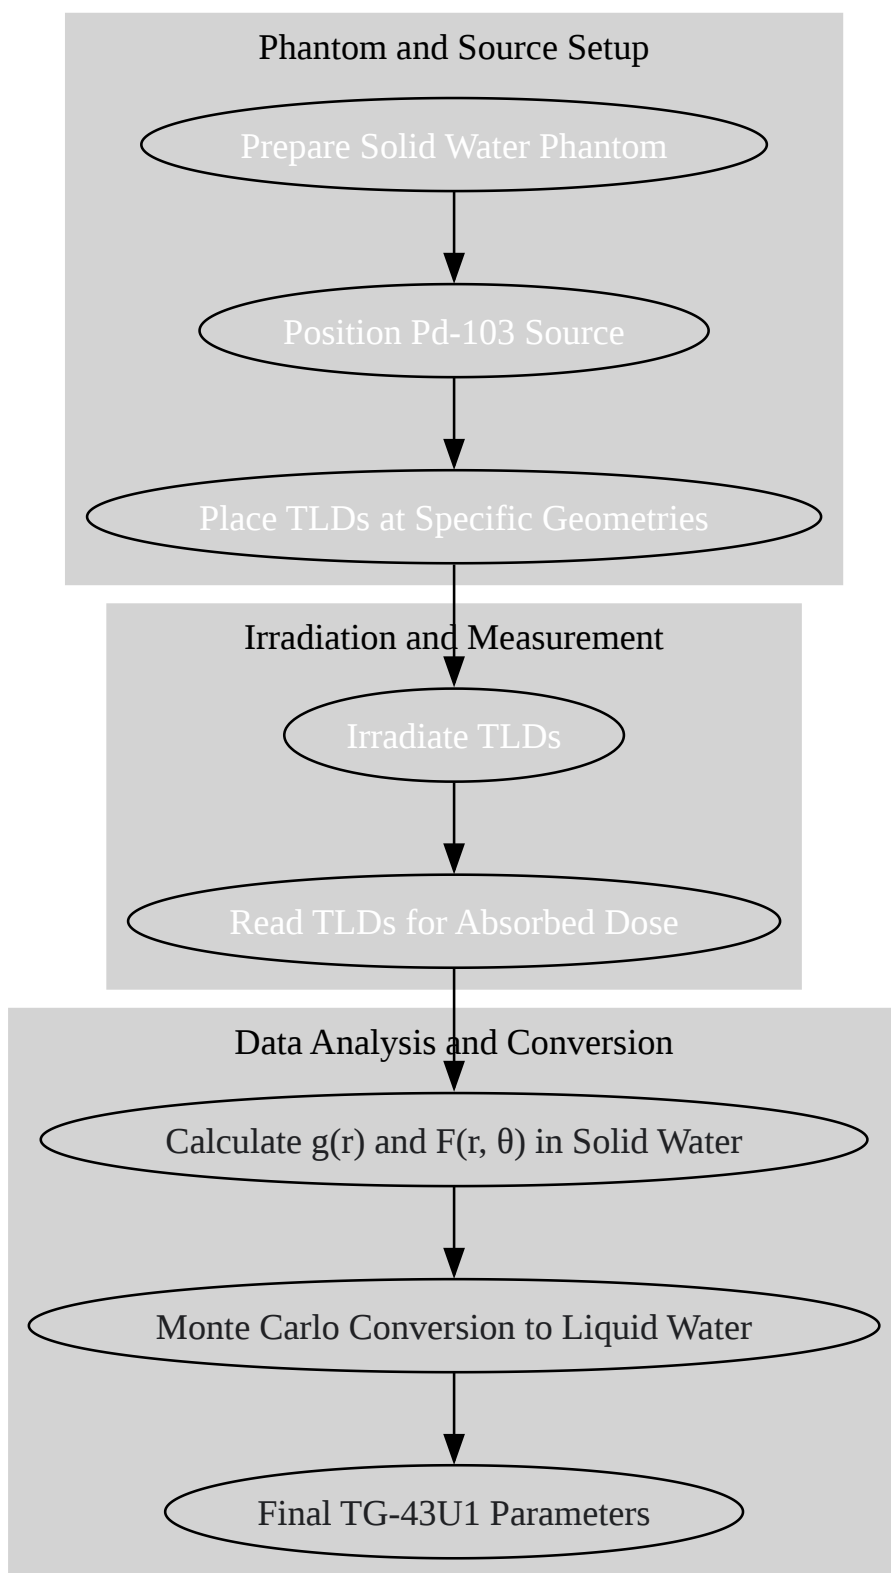 Phantom and Source Setup
Prepare Solid Water Phantom
Position Pd-103 Source
Place TLDs at Specific Geometries
Irradiation and Measurement
Irradiate TLDs
Read TLDs for Absorbed Dose
Data Analysis and Conversion
Calculate g(r) and F(r, θ) in Solid Water
Monte Carlo Conversion to Liquid Water
Final TG-43U1 Parameters